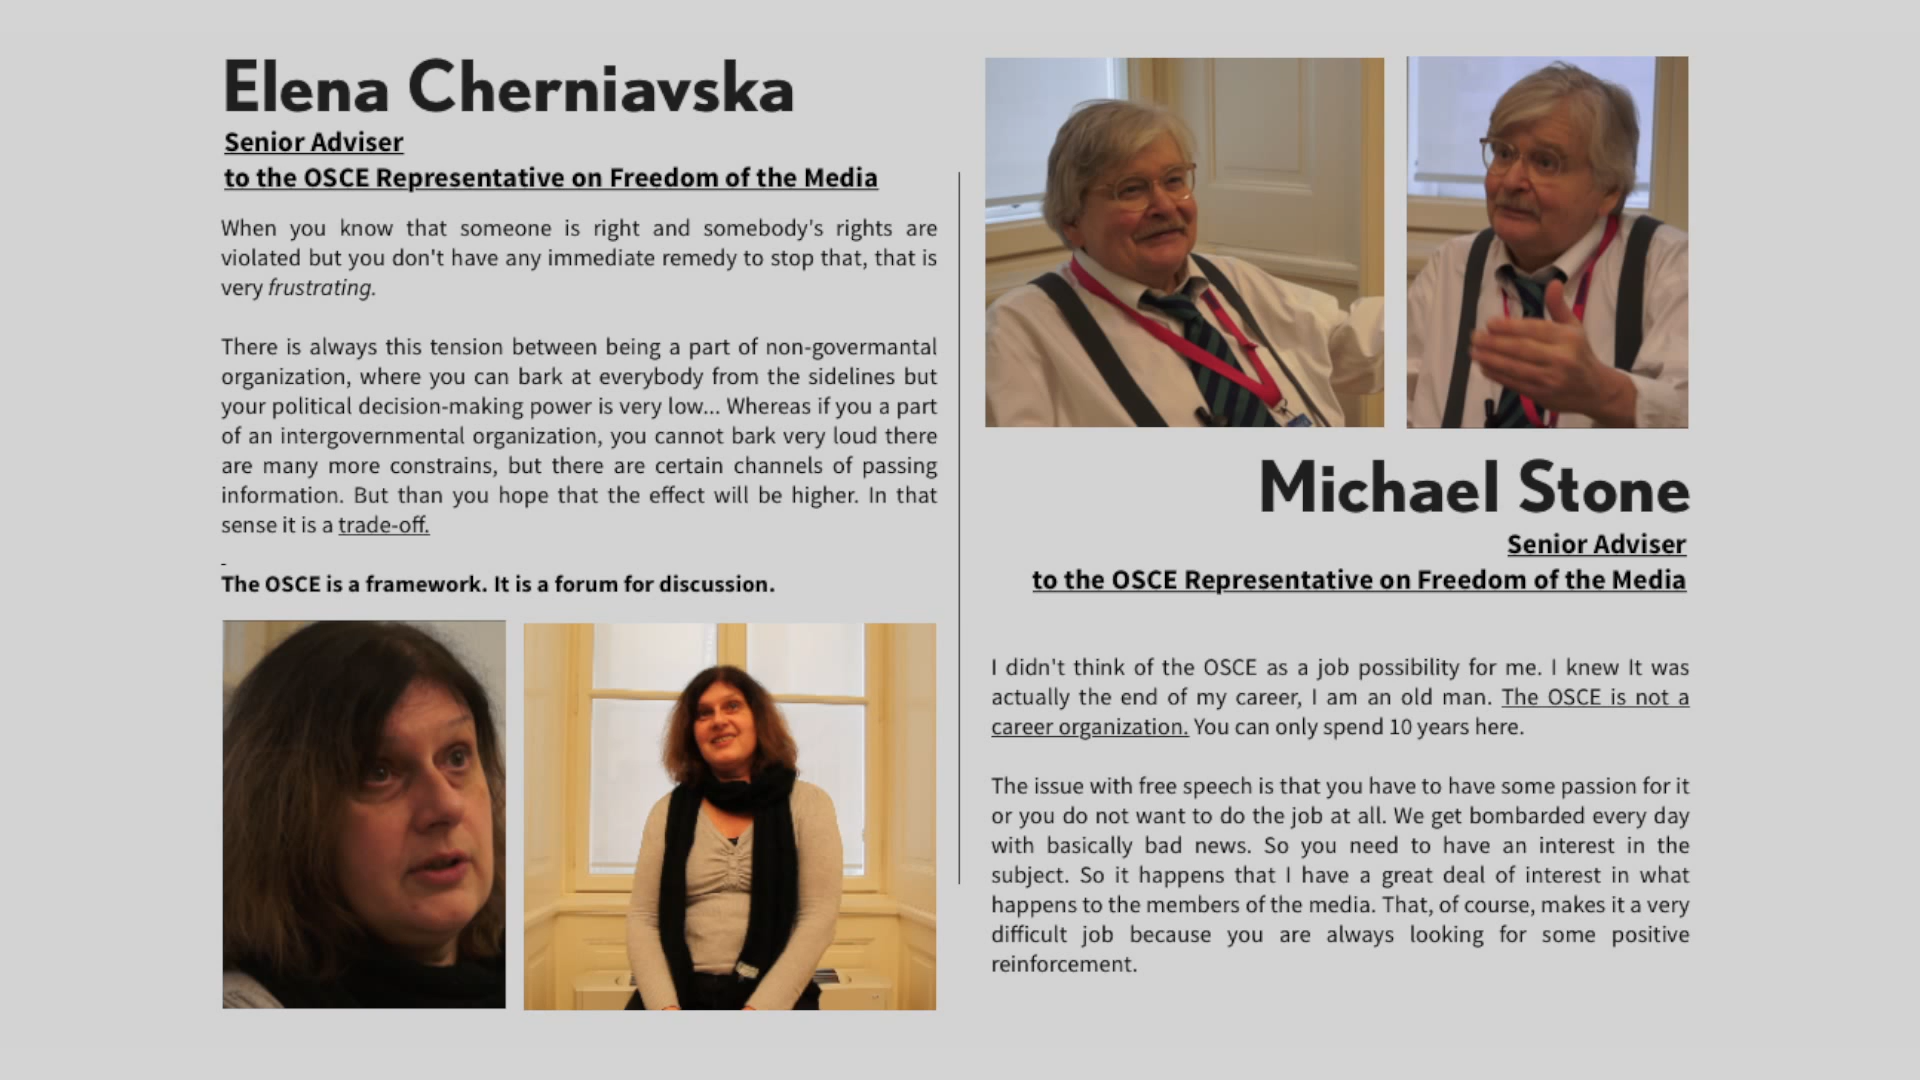 Elena Cherniavska
Senior Adviser
to the OSCE Representative on Freedom of the Media
When you know that someone is right and somebody's rights are
violated but you don't have any immediate remedy to stop that, that is
very frustrating.
There is always this tension between being a part of non-govermantal
organization, where you can bark at everybody from the sidelines but
your political decision-making power is very low... Whereas if you a part
of an intergovernmental organization, you cannot bark very loud there
are many more constrains, but there are certain channels of passing
information. But than you hope that the effect will be higher. In that
sense it is a trade-off.
The OSCE is a framework. It is a forum for discussion.
Michael Stone
Senior Adviser
to the OSCE Representative on Freedom of the Media
I didn't think of the OSCE as a job possibility for me. I knew It was
actually the end of my career, I am an old man. The OSCE is not a
career organization. You can only spend 10 years here.
The issue with free speech is that you have to have some passion for it
or you do not want to do the job at all. We get bombarded every day
with basically bad news. So you need to have an interest in the
subject. So it happens that I have a great deal of interest in what
happens to the members of the media. That, of course, makes it a very
difficult job because you are always looking for some positive
reinforcement.